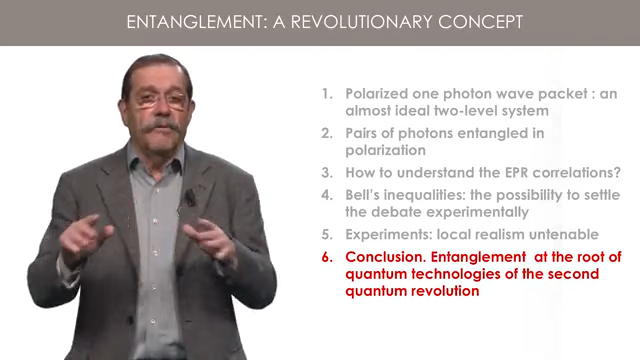 ENTANGLEMENT: A REVOLUTIONARY CONCEPT
1. Polarized one photon wave packet : an
almost ideal two-level system
2. Pairs of photons entangled in
polarization
3. How to understand the EPR correlations?
4. Bell's inequalities: the possibility to settle
the debate experimentally
5. Experiments: local realism untenable
6. Conclusion. Entanglement at the root of
quantum technologies of the second
quantum revolution